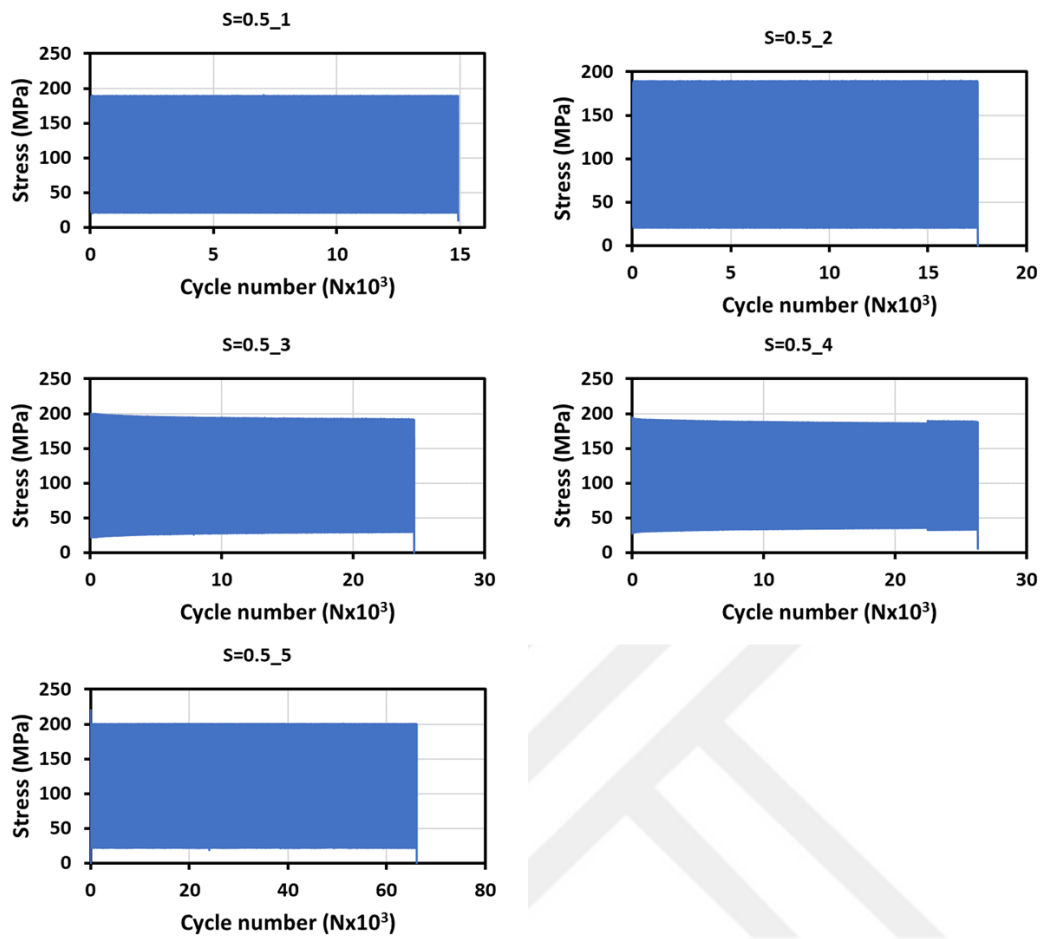 S=0.5_1
Stress (MPa)
250
200
150
100
50
0
0 5 10 15
Cycle number (Nx10³)
S=0.5_2
Stress (MPa)
200
150
100
50
0
0 5 10 15 20
Cycle number (Nx10³)
S=0.5_3
Stress (MPa)
250
200
150
100
50
0
0 10 20 30
Cycle number (Nx10³)
S=0.5_4
Stress (MPa)
250
200
150
100
50
0
0 10 20 30
Cycle number (Nx10³)
S=0.5_5
Stress (MPa)
250
200
150
100
50
0
0 20 40 60 80
Cycle number (Nx10³)